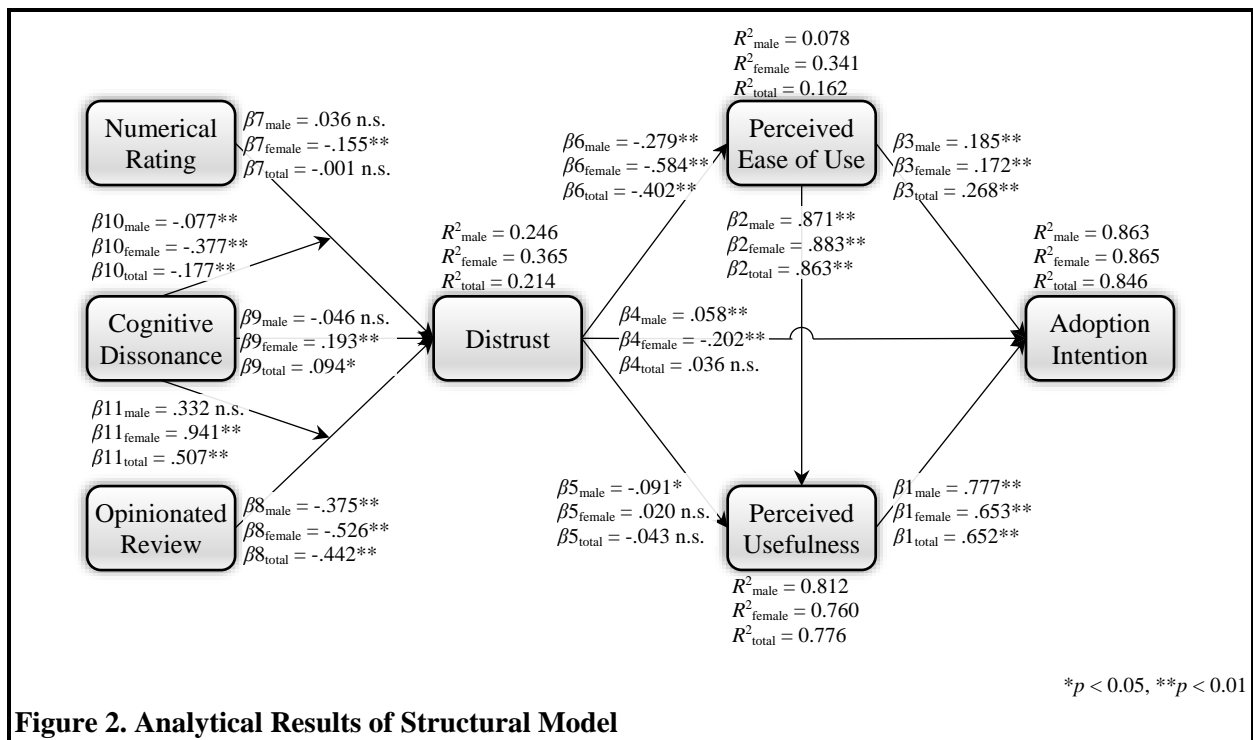 R²male = 0.078
R²female = 0.341
R²total = 0.162
Numerical
Rating
β7male = .036 n.s.
β7female = -.155**
β7total = -.001 n.s.
β6male = -.279**
β6female = -.584**
β6total = -.402**
Perceived
Ease of Use
β3male = .185**
β3female = .172**
β3total = .268**
β10male = -.077**
β10female = -.377**
β10total = -.177**
R²male = 0.246
R²female = 0.365
R²total = 0.214
β2male = .871**
β2female = .883**
β2total = .863**
R²male = 0.863
R²female = 0.865
R²total = 0.846
Cognitive
Dissonance
β9male = -.046 n.s.
β9female = .193**
β9total = .094*
Distrust
β4male = .058**
β4female = -.202**
β4total = .036 n.s.
Adoption
Intention
β11male = .332 n.s.
β11female = .941**
β11total = .507**
Opinionated
Review
β8male = -.375**
β8female = -.526**
β8total = -.442**
β5male = -.091*
β5female = .020 n.s.
β5total = -.043 n.s.
Perceived
Usefulness
β1male = .777**
β1female = .653**
β1total = .652**
R²male = 0.812
R²female = 0.760
R²total = 0.776
*p < 0.05, **p < 0.01
Figure 2. Analytical Results of Structural Model